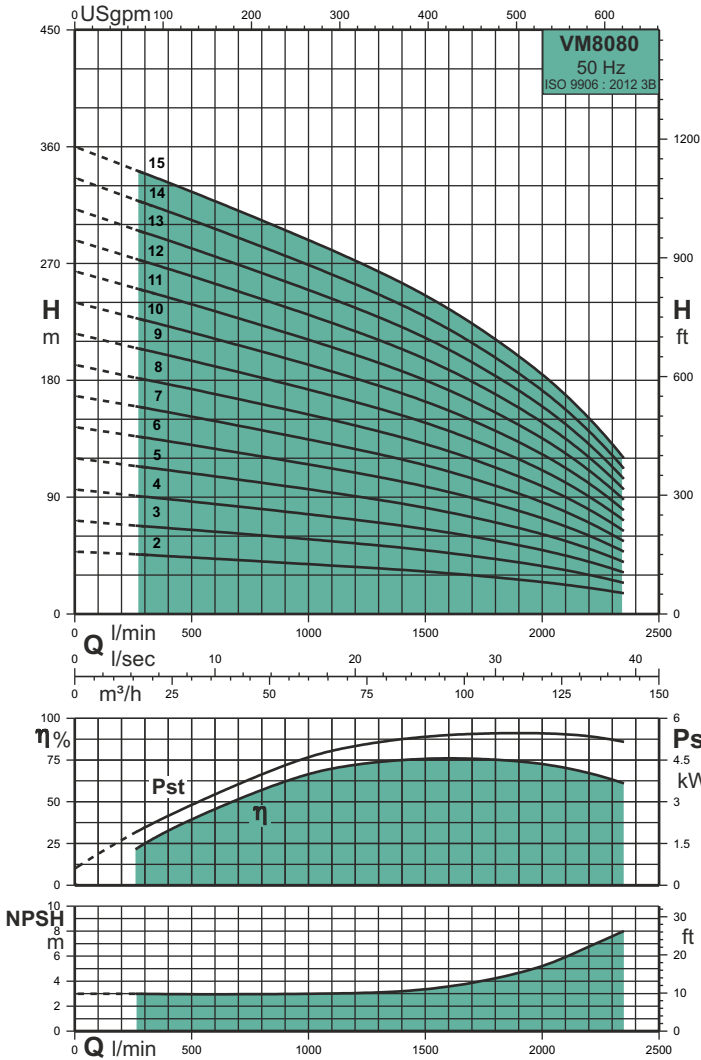 0 USgpm 100 200 300 400 500 600
VM8080
50 Hz
ISO 9906 : 2012 3B
450
360
270
H
m
180
90
0
1200
900
H
ft
600
300
0
15
14
13
12
11
10
9
8
7
6
5
4
3
2
0 500 1000 1500 2000 2500
Q l/min
0 10 20 30 40
l/sec
0 25 50 75 100 125 150
m³/h
100
η%
75
50
25
0
6
Ps
4.5
kW
3
1.5
0
Pst
η
10
NPSH
8
m
6
4
2
0
30
ft
20
10
0
0 500 1000 1500 2000 2500
Q l/min